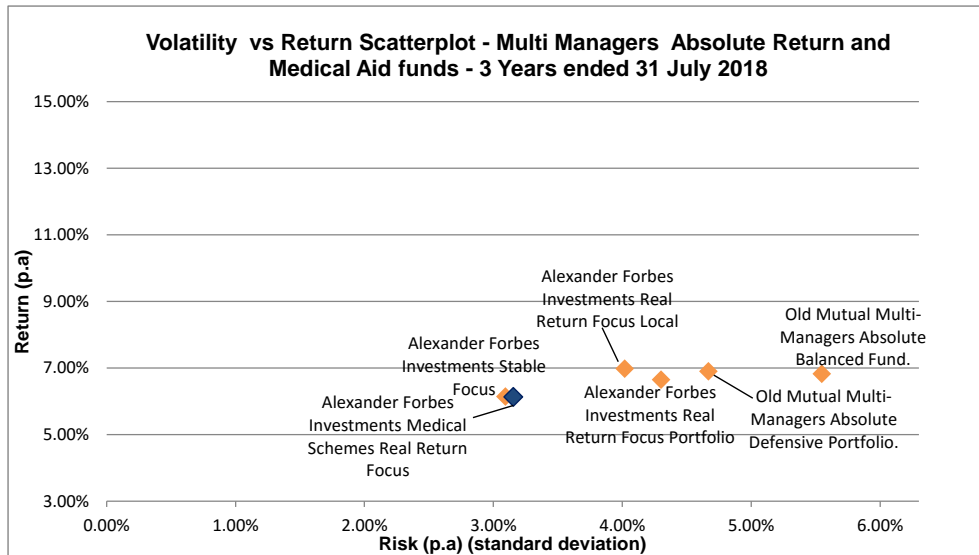 Volatility vs Return Scatterplot - Multi Managers Absolute Return and
Medical Aid funds - 3 Years ended 31 July 2018
Return (p.a)
15.00%
13.00%
11.00%
9.00%
7.00%
5.00%
3.00%
Alexander Forbes
Investments Real
Return Focus Local
Old Mutual Multi-
Managers Absolute
Balanced Fund.
Alexander Forbes
Investments Stable
Focus
Alexander Forbes
Investments Medical
Schemes Real Return
Focus
Alexander Forbes
Investments Real
Return Focus Portfolio
Old Mutual Multi-
Managers Absolute
Defensive Portfolio.
0.00% 1.00% 2.00% 3.00% 4.00% 5.00% 6.00%
Risk (p.a) (standard deviation)